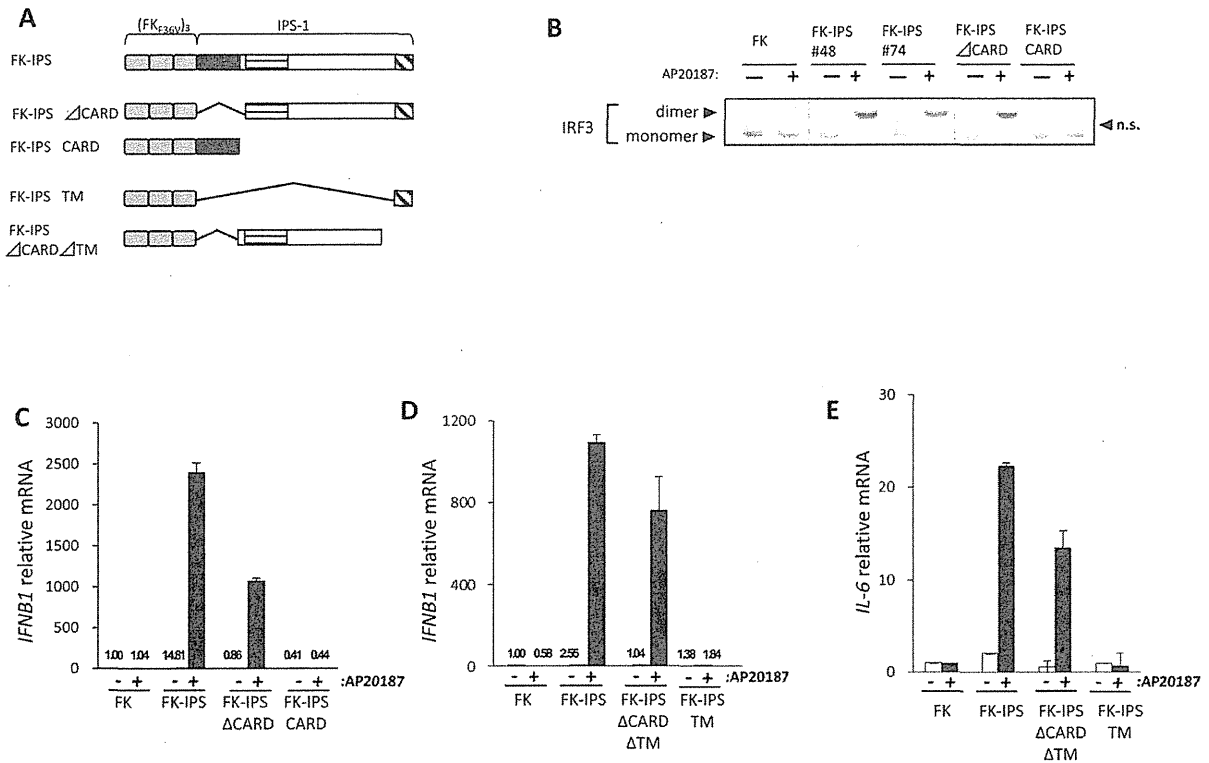 A
(FKF36V)3 IPS-1
FK-IPS
FK-IPS ⊿CARD
FK-IPS CARD
FK-IPS TM
FK-IPS
⊿CARD⊿TM
B
FK FK-IPS #48 FK-IPS #74 FK-IPS ⊿CARD FK-IPS CARD
AP20187: — + — + — + — + — +
IRF3
dimer
monomer
n.s.
C
IFNB1 relative mRNA
3000
2500
2000
1500
1000
500
0
1.00 1.04 14.81 0.86 0.41 0.44
- + - + - + - + :AP20187
FK FK-IPS FK-IPS ΔCARD FK-IPS CARD
D
IFNB1 relative mRNA
1200
800
400
0
1.00 0.58 2.55 1.04 1.38 1.84
- + - + - + - + :AP20187
FK FK-IPS FK-IPS ΔCARD ΔTM FK-IPS TM
E
IL-6 relative mRNA
30
20
10
0
- + - + - + - + :AP20187
FK FK-IPS FK-IPS ΔCARD ΔTM FK-IPS TM